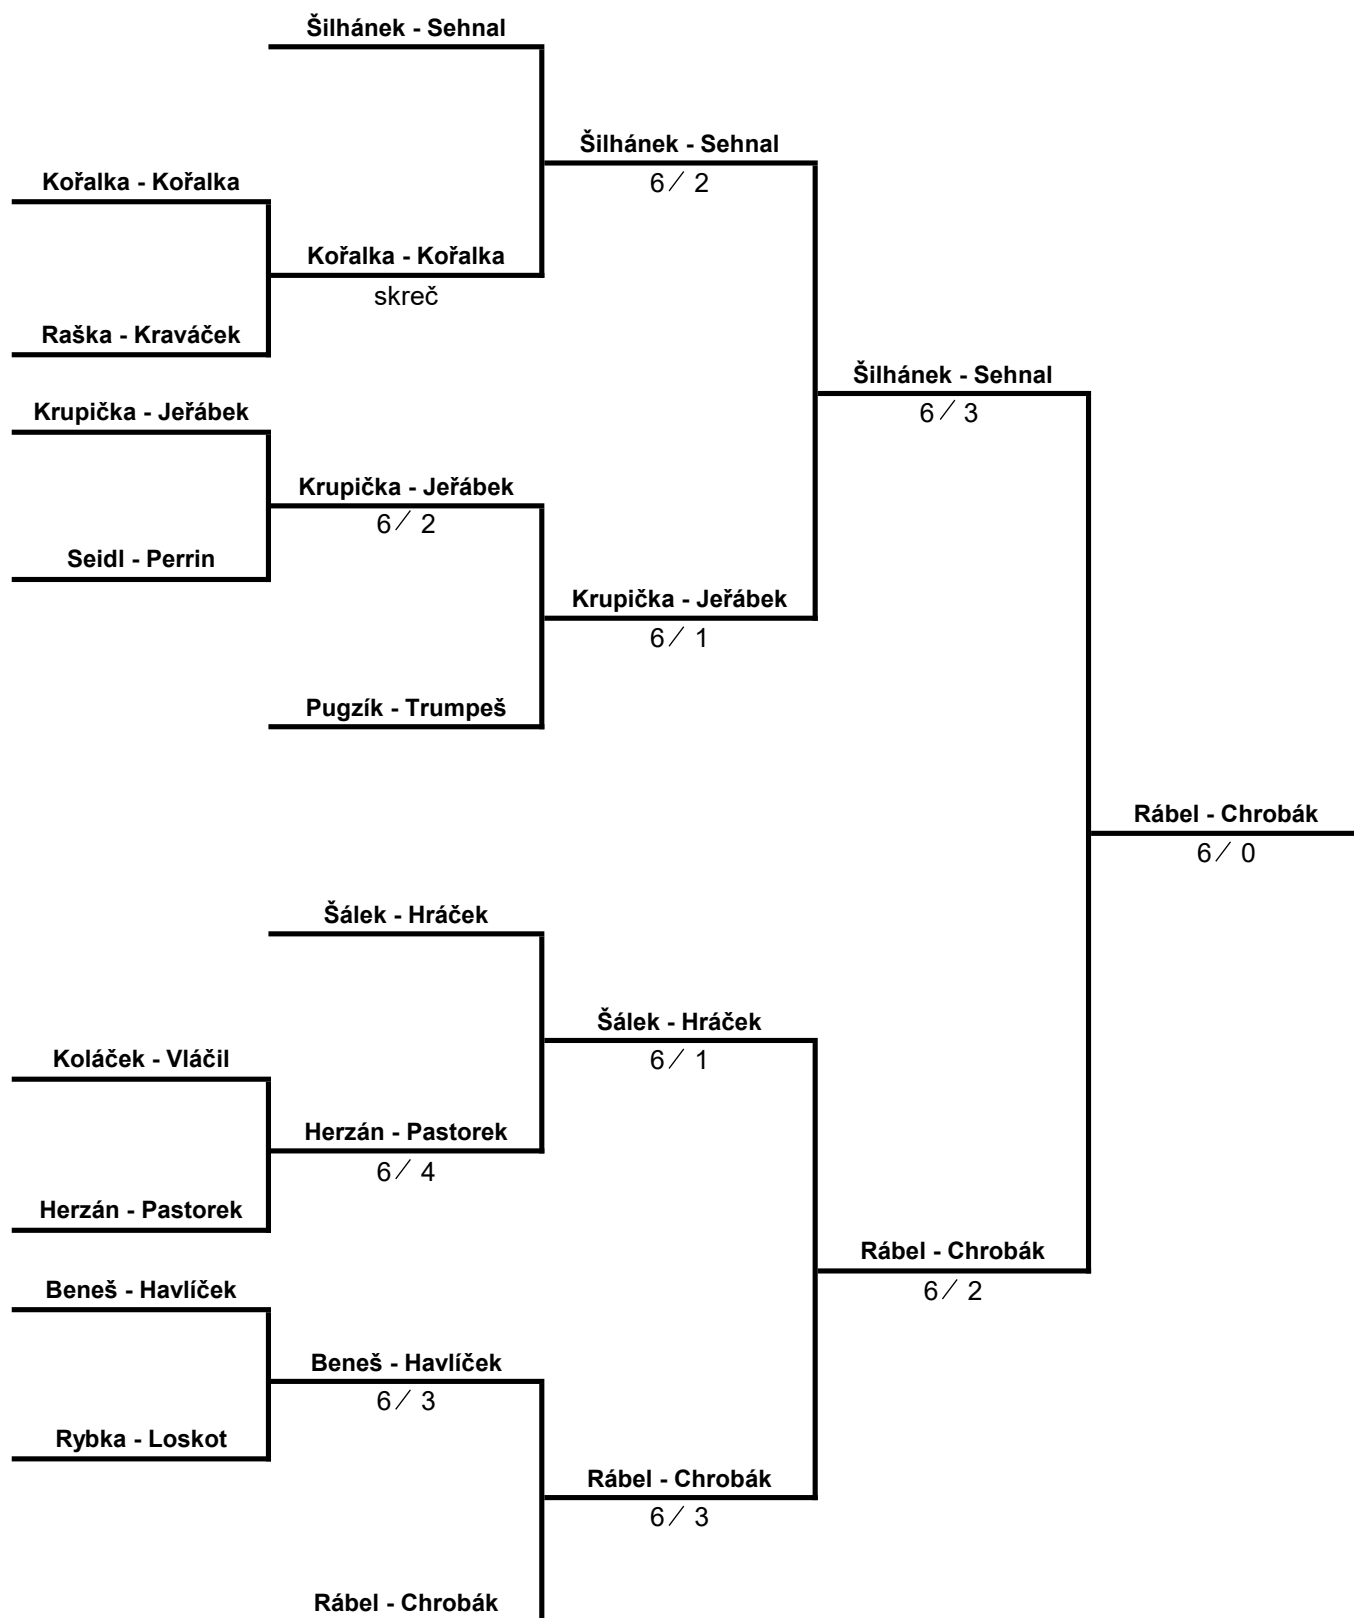 Šilhánek - Sehnal
Šilhánek - Sehnal
6 / 2
Kořalka - Kořalka
Kořalka - Kořalka
skreč
Raška - Kraváček
Šilhánek - Sehnal
6 / 3
Krupička - Jeřábek
Krupička - Jeřábek
6 / 2
Seidl - Perrin
Krupička - Jeřábek
6 / 1
Pugzík - Trumpeš
Rábel - Chrobák
6 / 0
Šálek - Hráček
Šálek - Hráček
6 / 1
Koláček - Vláčil
Herzán - Pastorek
6 / 4
Herzán - Pastorek
Rábel - Chrobák
6 / 2
Beneš - Havlíček
Beneš - Havlíček
6 / 3
Rybka - Loskot
Rábel - Chrobák
6 / 3
Rábel - Chrobák